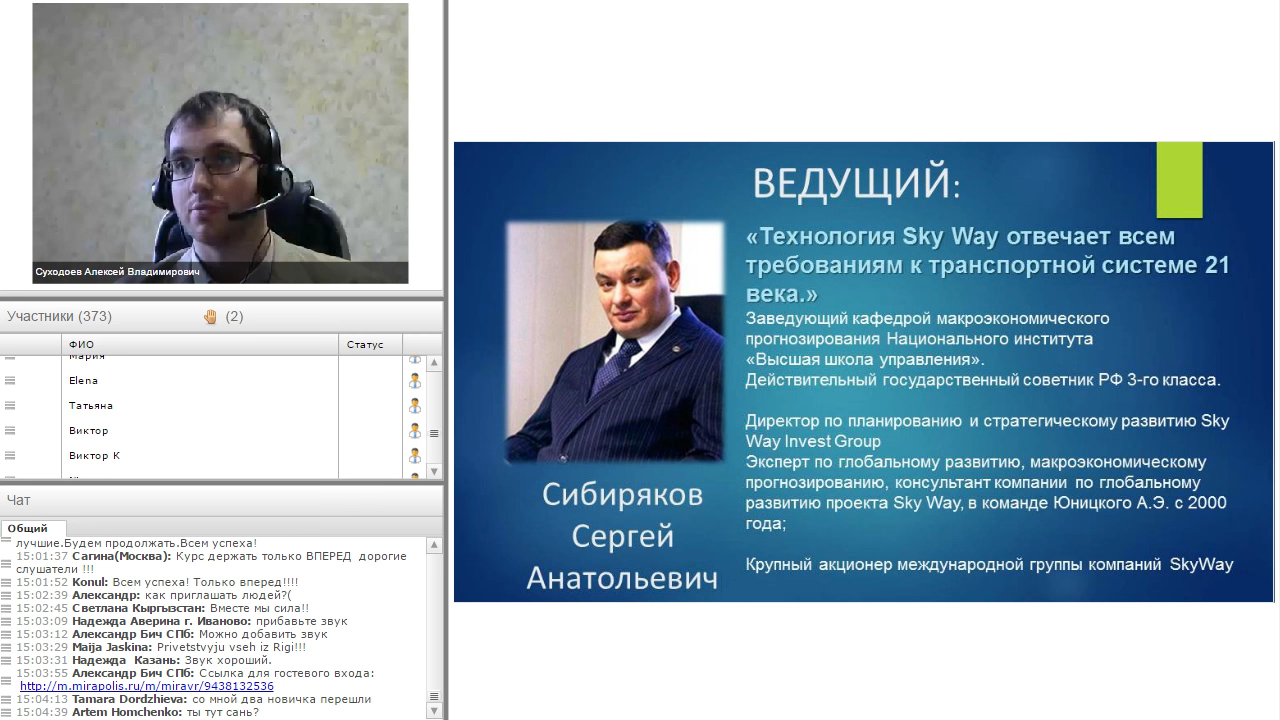 Суходоев Алексей Владимирович
Участники (373)
(2)
ФИО
Статус
Мария
Elena
Татьяна
Виктор
Виктор К
Чат
Общий
лучшие.Будем продолжать.Всем успеха!
15:01:37 Сагина(Москва): Курс держать только ВПЕРЕД дорогие
слушатели !!!
15:01:52 Konul: Всем успеха! Только вперед!!!!
15:02:39 Александр: как приглашать людей?(
15:02:45 Светлана Кыргызстан: Вместе мы сила!!
15:03:09 Надежда Аверина г. Иваново: прибавьте звук
15:03:12 Александр Бич СПб: Можно добавить звук
15:03:29 Maija Jaskina: Privetstvyju vseh iz Rigi!!!
15:03:31 Надежда Казань: Звук хороший.
15:03:55 Александр Бич СПб: Ссылка для гостевого входа:
http://m.mirapolis.ru/m/miravr/9438132536
15:04:13 Tamara Dordzhieva: со мной два новичка перешли
15:04:39 Artem Homchenko: ты тут сань?
ВЕДУЩИЙ:
«Технология Sky Way отвечает всем
требованиям к транспортной системе 21
века.»
Заведующий кафедрой макроэкономического
прогнозирования Национального института
«Высшая школа управления».
Действительный государственный советник РФ 3-го класса.
Директор по планированию и стратегическому развитию Sky
Way Invest Group
Эксперт по глобальному развитию, макроэкономическому
прогнозированию, консультант компании по глобальному
развитию проекта Sky Way, в команде Юницкого А.Э. с 2000
года;
Крупный акционер международной группы компаний SkyWay
Сибиряков
Сергей
Анатольевич